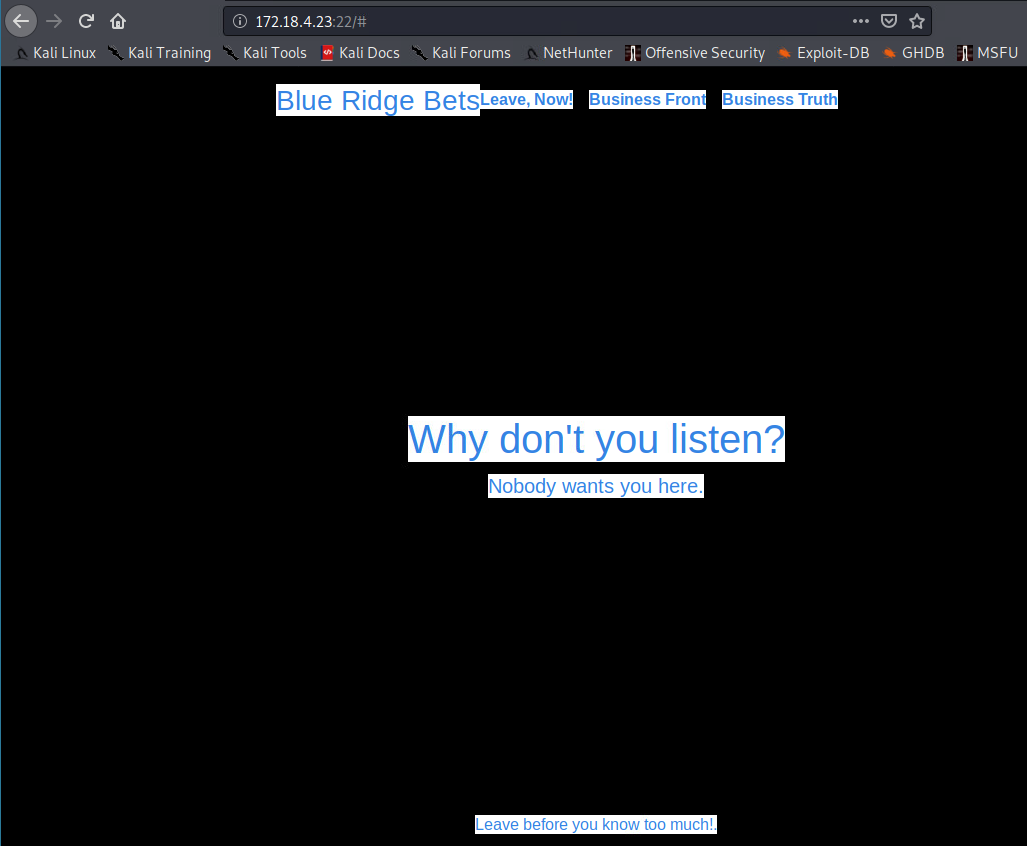 172.18.4.23:22/#
Kali Linux Kali Training Kali Tools Kali Docs Kali Forums NetHunter Offensive Security Exploit-DB GHDB MSFU
Blue Ridge Bets Leave, Now! Business Front Business Truth
Why don't you listen?
Nobody wants you here.
Leave before you know too much!.